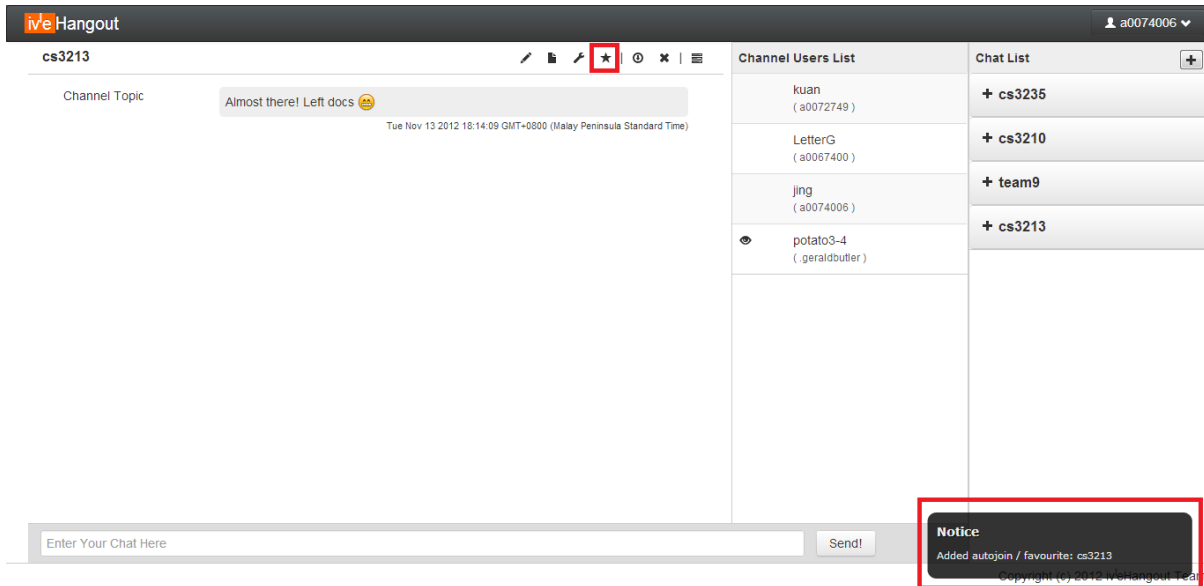 ivle Hangout
a0074006
cs3213
Channel Topic
Almost there! Left docs
Tue Nov 13 2012 18:14:09 GMT+0800 (Malay Peninsula Standard Time)
Channel Users List
kuan
( a0072749 )
LetterG
( a0067400 )
jing
( a0074006 )
potato3-4
( .geraldbutler )
Chat List
+
+ cs3235
+ cs3210
+ team9
+ cs3213
Enter Your Chat Here
Send!
Notice
Added autojoin / favourite: cs3213
Copyright (c) 2012 iv'eHangout Tea